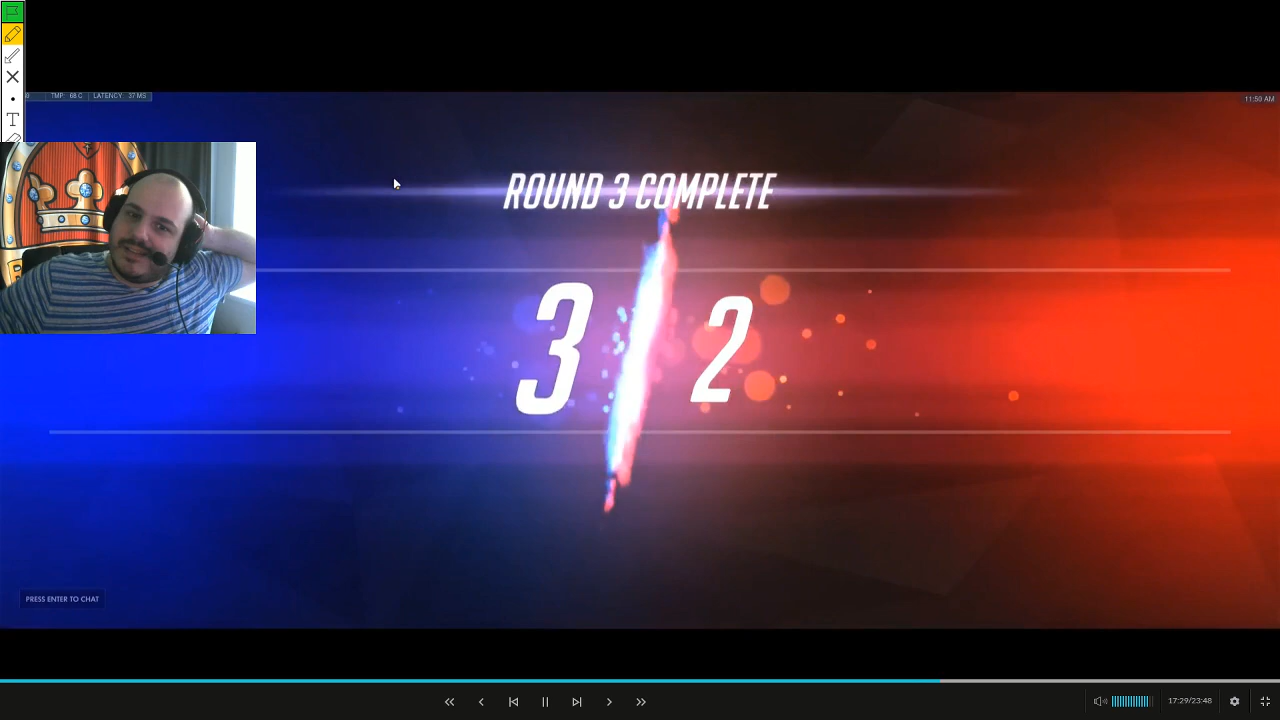 TMP: 68 C
LATENCY: 37 MS
11:50 AM
T
ROUND 3 COMPLETE
3
2
PRESS ENTER TO CHAT
17:29/23:48